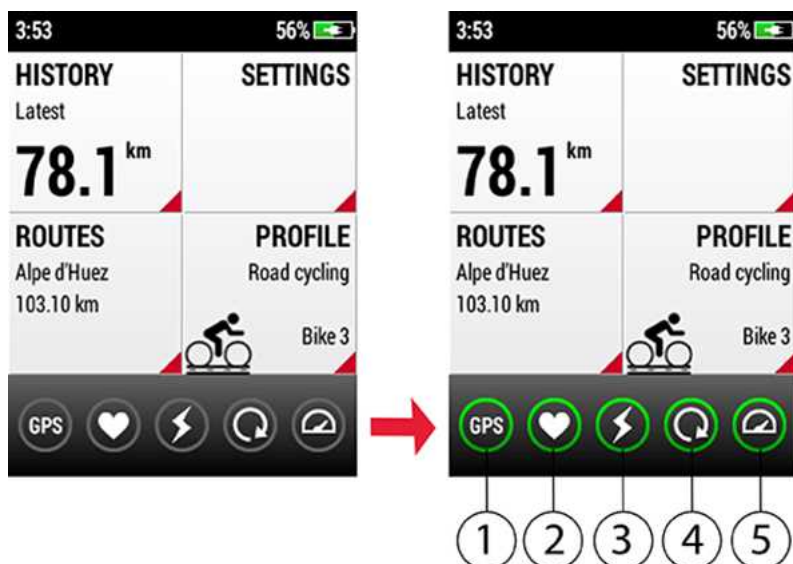 3:53 56%
HISTORY SETTINGS
Latest
78.1 km
ROUTES PROFILE
Alpe d'Huez Road cycling
103.10 km
Bike 3
GPS
3:53 56%
HISTORY SETTINGS
Latest
78.1 km
ROUTES PROFILE
Alpe d'Huez Road cycling
103.10 km
Bike 3
GPS
1 2 3 4 5